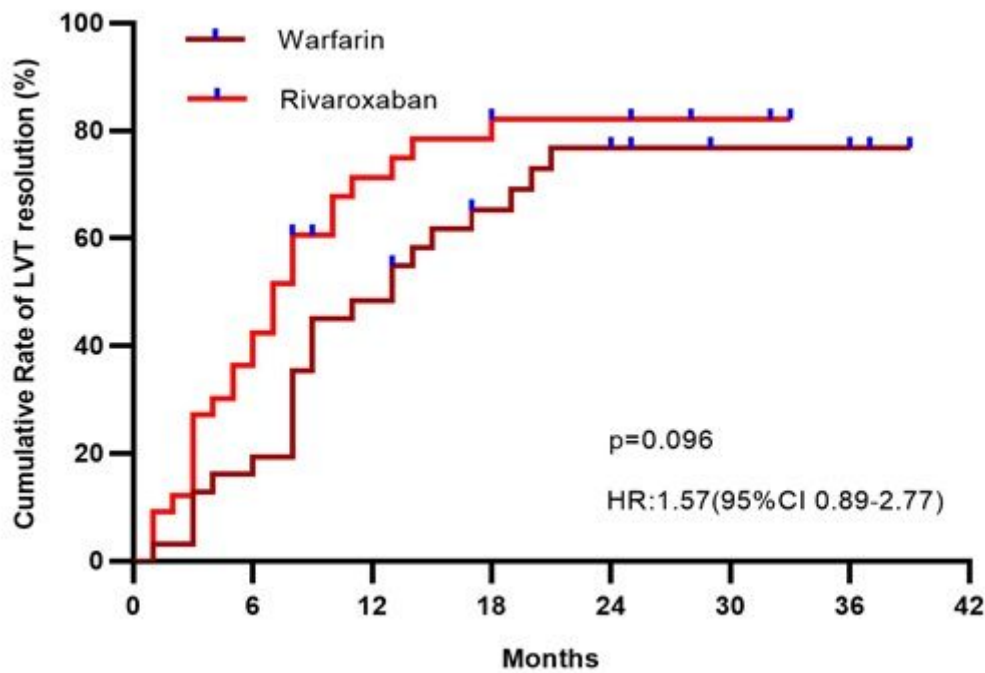 Cumulative Rate of LVT resolution (%)
100
80
60
40
20
0
Warfarin
Rivaroxaban
p=0.096
HR:1.57(95%CI 0.89-2.77)
0 6 12 18 24 30 36 42
Months